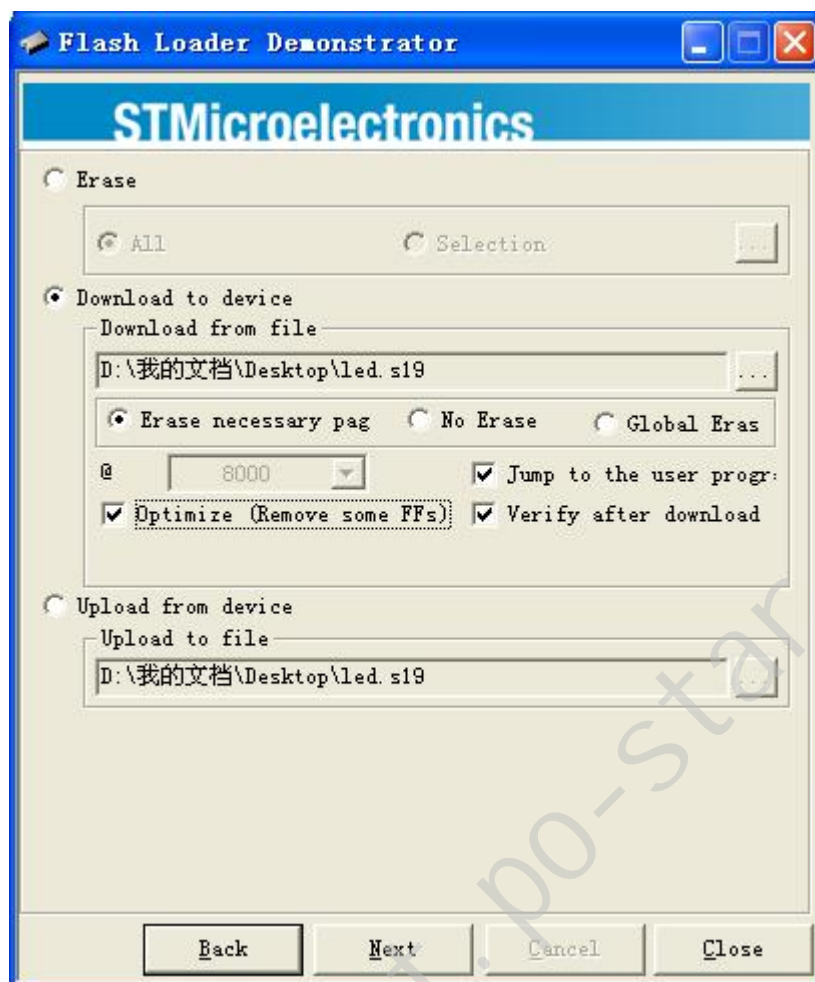 Flash Loader Demonstrator
STMicroelectronics
Erase
All Selection ...
Download to device
Download from file
D:\我的文档\Desktop\led.s19 ...
Erase necessary pag No Erase Global Eras
@ 8000 Jump to the user progr
Optimize (Remove some FFs) Verify after download
Upload from device
Upload to file
D:\我的文档\Desktop\led.s19 ...
Back Next Cancel Close
t.po-star